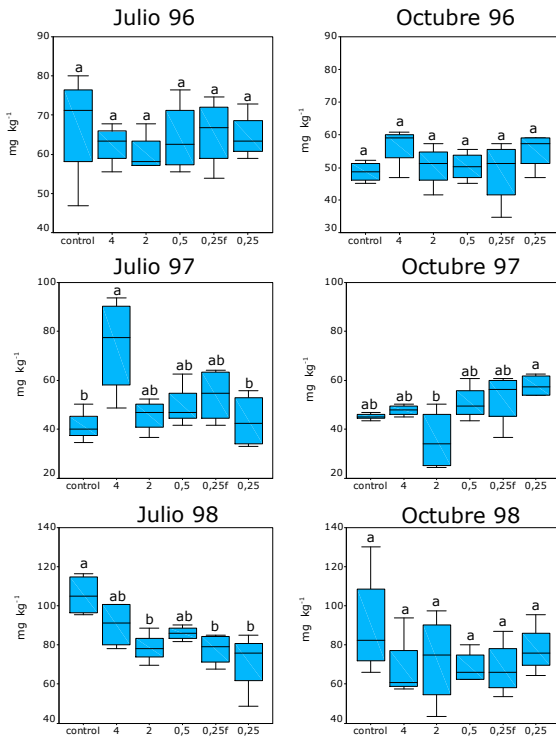 Julio 96
90
80
70
60
50
40
30
mg kg-1
a a a a a a
control 4 2 0,5 0,25f 0,25
Octubre 96
90
80
70
60
50
40
30
mg kg-1
a a a a a a
control 4 2 0,5 0,25f 0,25
Julio 97
100
80
60
40
20
mg kg-1
b a ab ab ab b
control 4 2 0,5 0,25f 0,25
Octubre 97
100
80
60
40
20
mg kg-1
ab ab b ab ab a
control 4 2 0,5 0,25f 0,25
Julio 98
140
120
100
80
60
40
mg kg-1
a ab b ab b b
control 4 2 0,5 0,25f 0,25
Octubre 98
140
120
100
80
60
40
mg kg-1
a a a a a a
control 4 2 0,5 0,25f 0,25